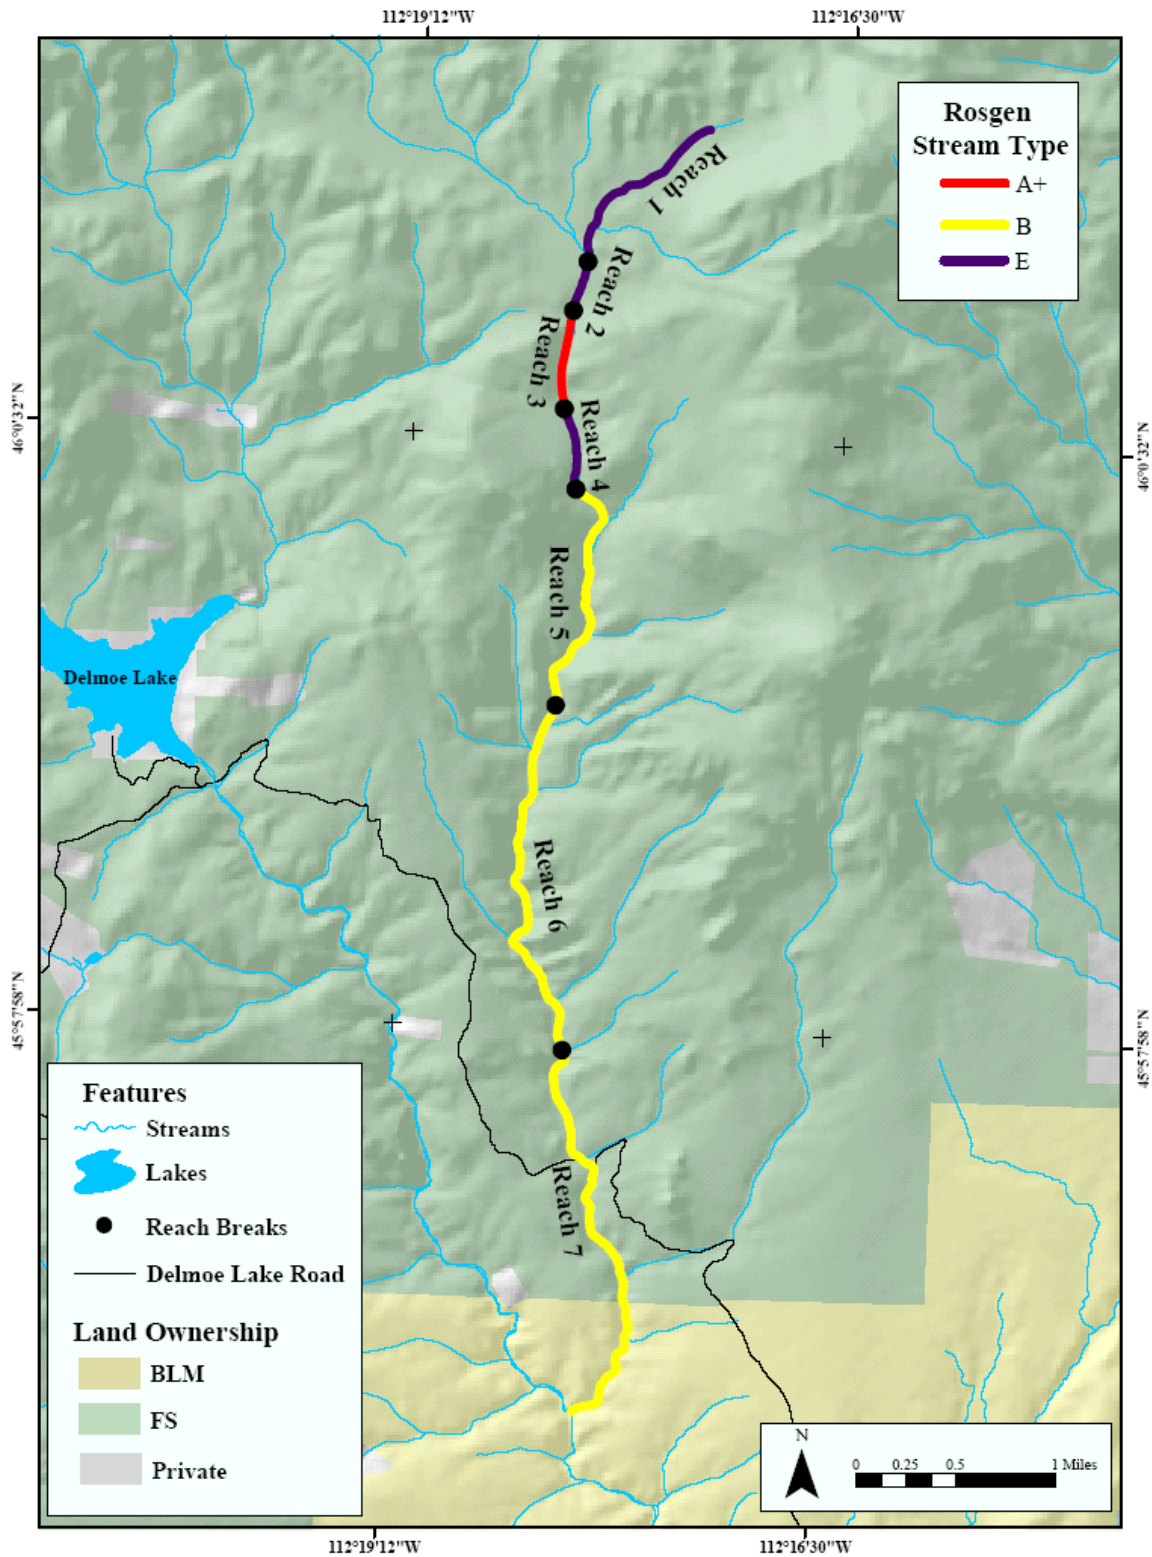 112°19'12"W
112°16'30"W
Rosgen
Stream Type
A+
B
E
Reach 1
Reach 2
Reach 3
Reach 4
46°0'32"N
46°0'32"N
Reach 5
Delmoe Lake
Reach 6
45°57'58"N
45°57'58"N
Reach 7
Features
Streams
Lakes
Reach Breaks
Delmoe Lake Road
Land Ownership
BLM
FS
Private
N
0 0.25 0.5 1 Miles
112°19'12"W
112°16'30"W